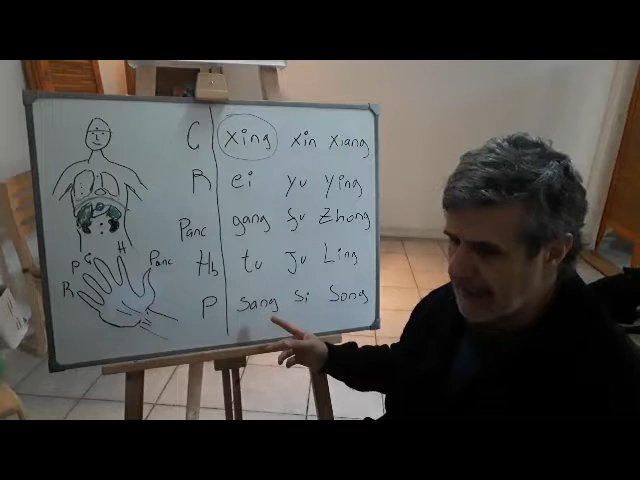 C xing xin xiang
R ei yu ying
Panc gang fu zhong
Hb tu Ju Ling
P sang si song
H
G
P
R
Panc